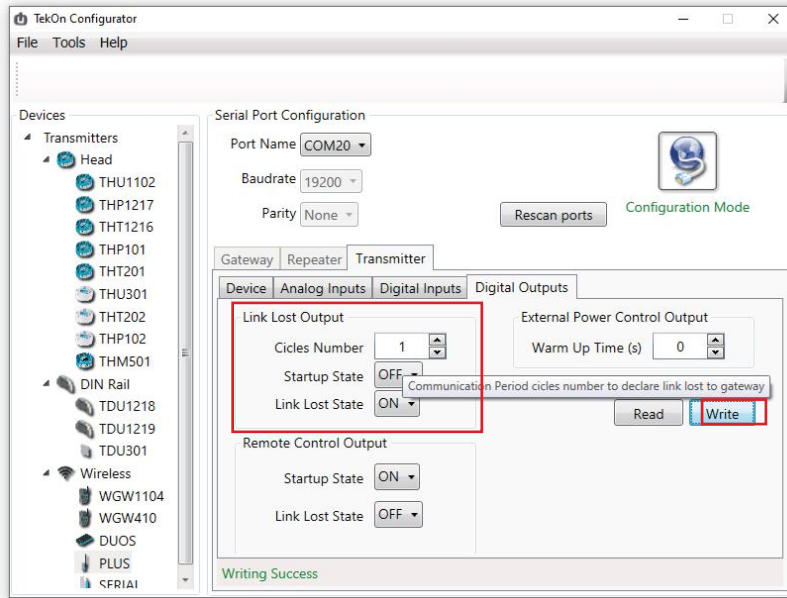 TekOn Configurator
File Tools Help
Devices
Transmitters
Head
THU1102
THP1217
THT1216
THP101
THT201
THU301
THT202
THP102
THM501
DIN Rail
TDU1218
TDU1219
TDU301
Wireless
WGW1104
WGW410
DUOS
PLUS
SERIAL
Serial Port Configuration
Port Name COM20
Baudrate 19200
Parity None
Rescan ports
Configuration Mode
Gateway Repeater Transmitter
Device Analog Inputs Digital Inputs Digital Outputs
Link Lost Output
Cicles Number 1
Startup State OFF
Link Lost State ON
External Power Control Output
Warm Up Time (s) 0
Communication Period cicles number to declare link lost to gateway
Read Write
Remote Control Output
Startup State ON
Link Lost State OFF
Writing Success